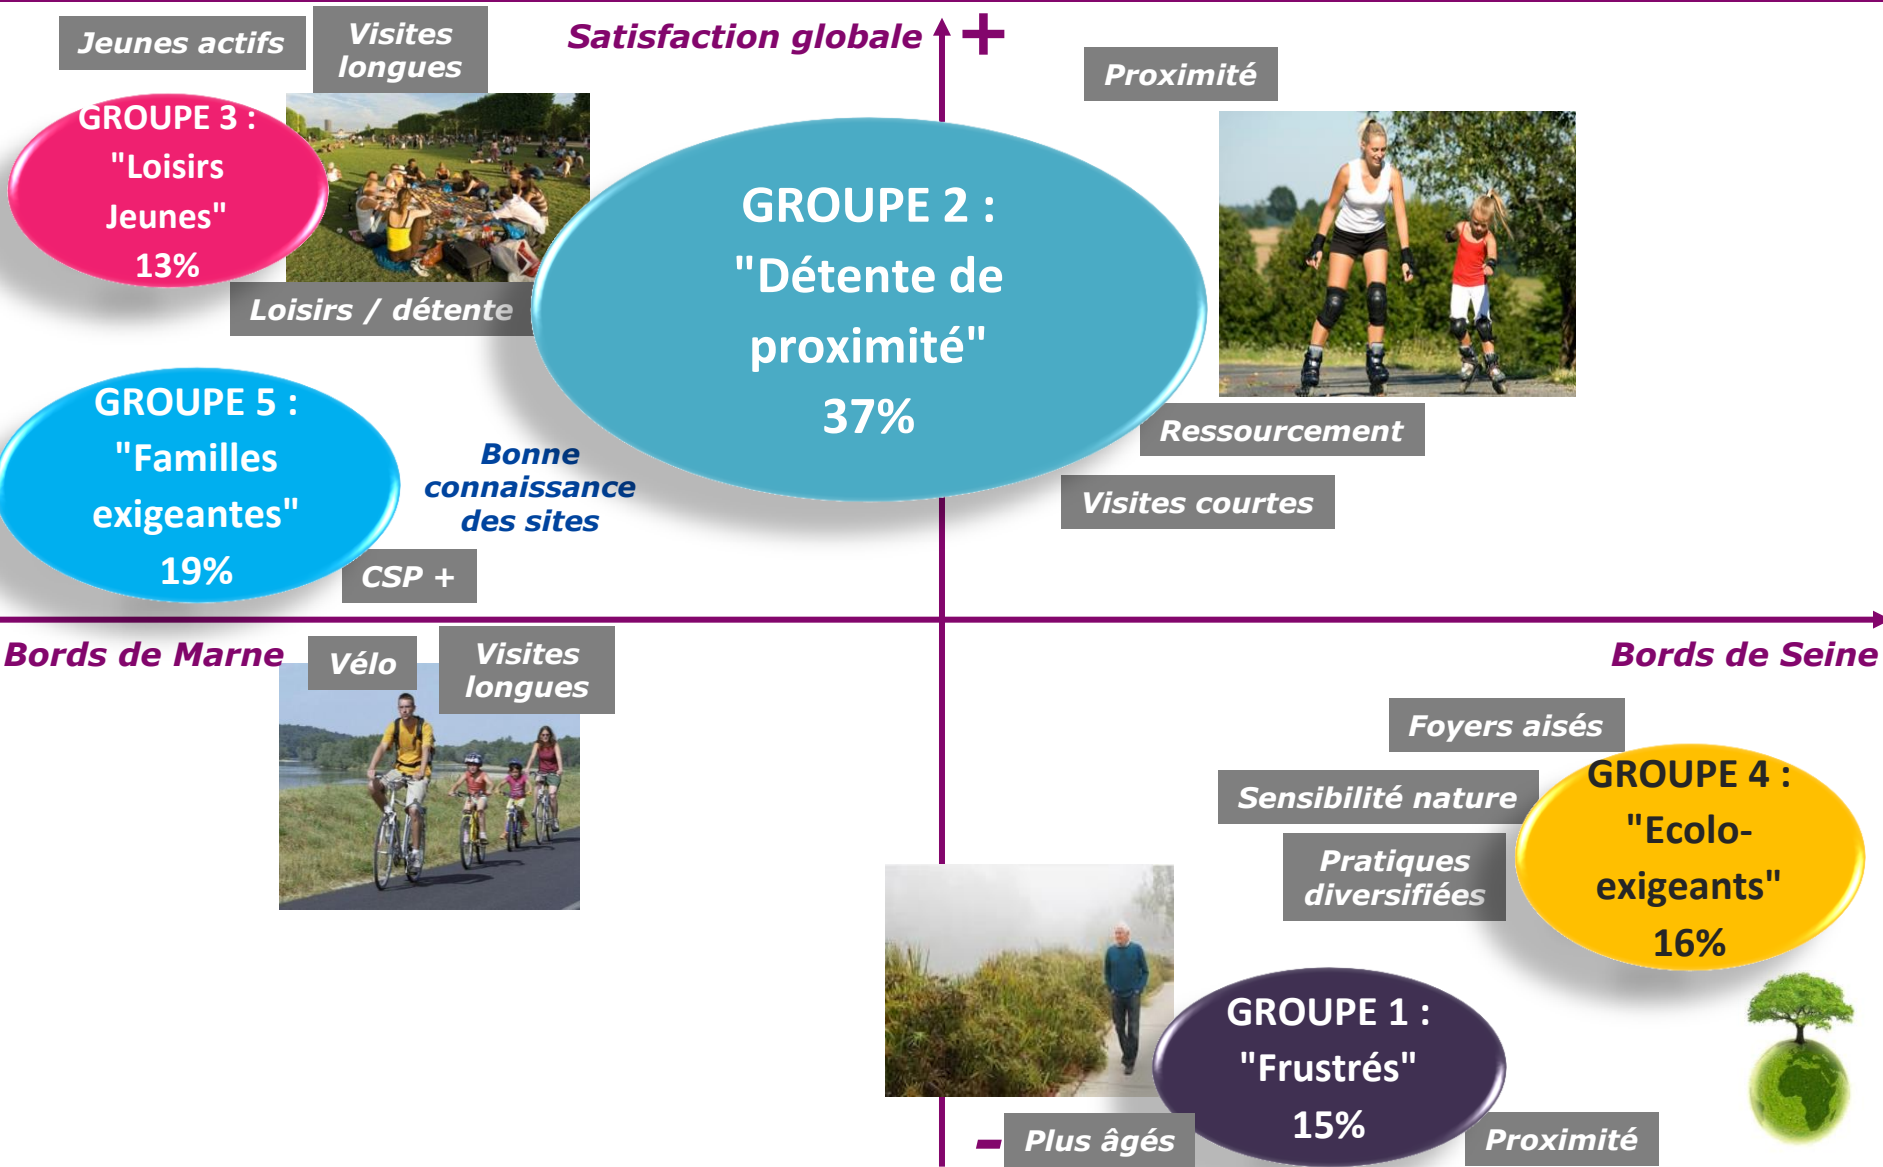 Jeunes actifs
Visites
longues
Satisfaction globale
+
Proximité
GROUPE 3 :
"Loisirs
Jeunes"
13%
Loisirs / détente
GROUPE 2 :
"Détente de
proximité"
37%
Ressourcement
Visites courtes
GROUPE 5 :
"Familles
exigeantes"
19%
Bonne
connaissance
des sites
CSP +
Bords de Marne
Vélo
Visites
longues
Bords de Seine
Foyers aisés
Sensibilité nature
Pratiques
diversifiées
GROUPE 4 :
"Ecolo-
exigeants"
16%
GROUPE 1 :
"Frustrés"
15%
-
Plus âgés
Proximité